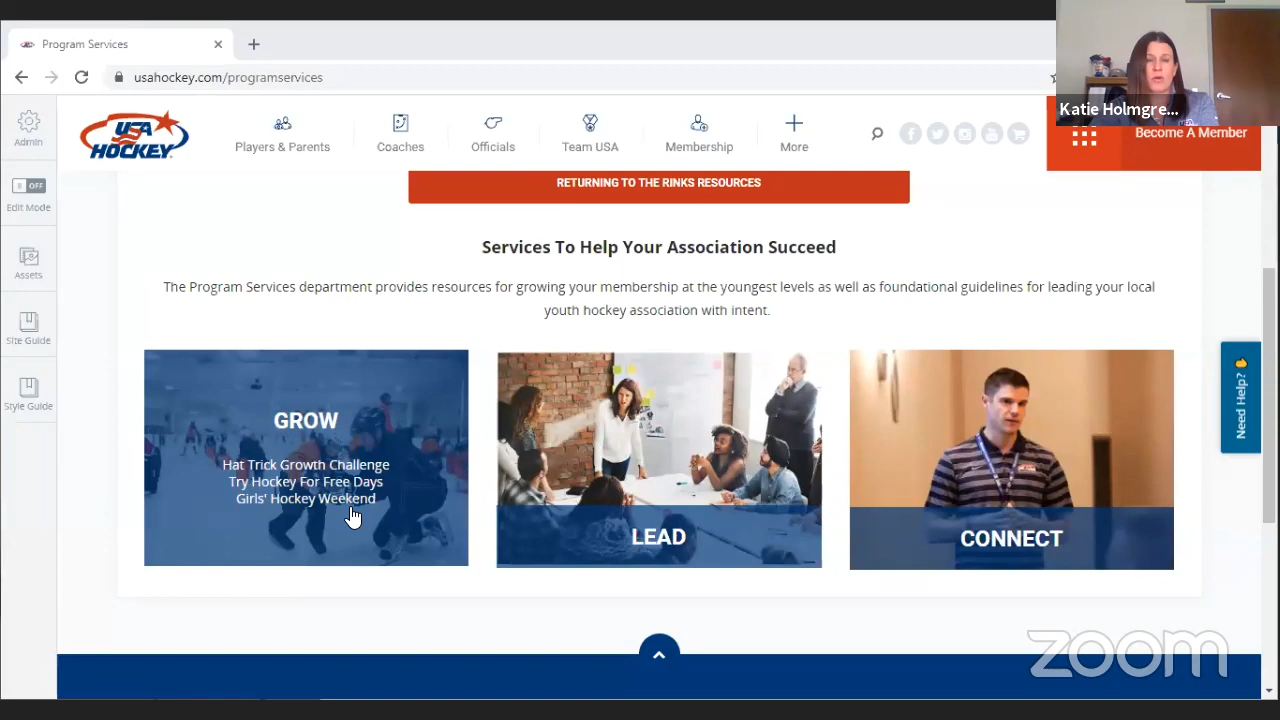 Program Services
usahockey.com/programservices
Katie Holmgre...
Admin
OFF
Edit Mode
Assets
Site Guide
Style Guide
USA
HOCKEY
Players & Parents
Coaches
Officials
Team USA
Membership
More
Become A Member
RETURNING TO THE RINKS RESOURCES
Services To Help Your Association Succeed
The Program Services department provides resources for growing your membership at the youngest levels as well as foundational guidelines for leading your local
youth hockey association with intent.
GROW
Hat Trick Growth Challenge
Try Hockey For Free Days
Girls' Hockey Weekend
LEAD
CONNECT
Need Help?
zoom